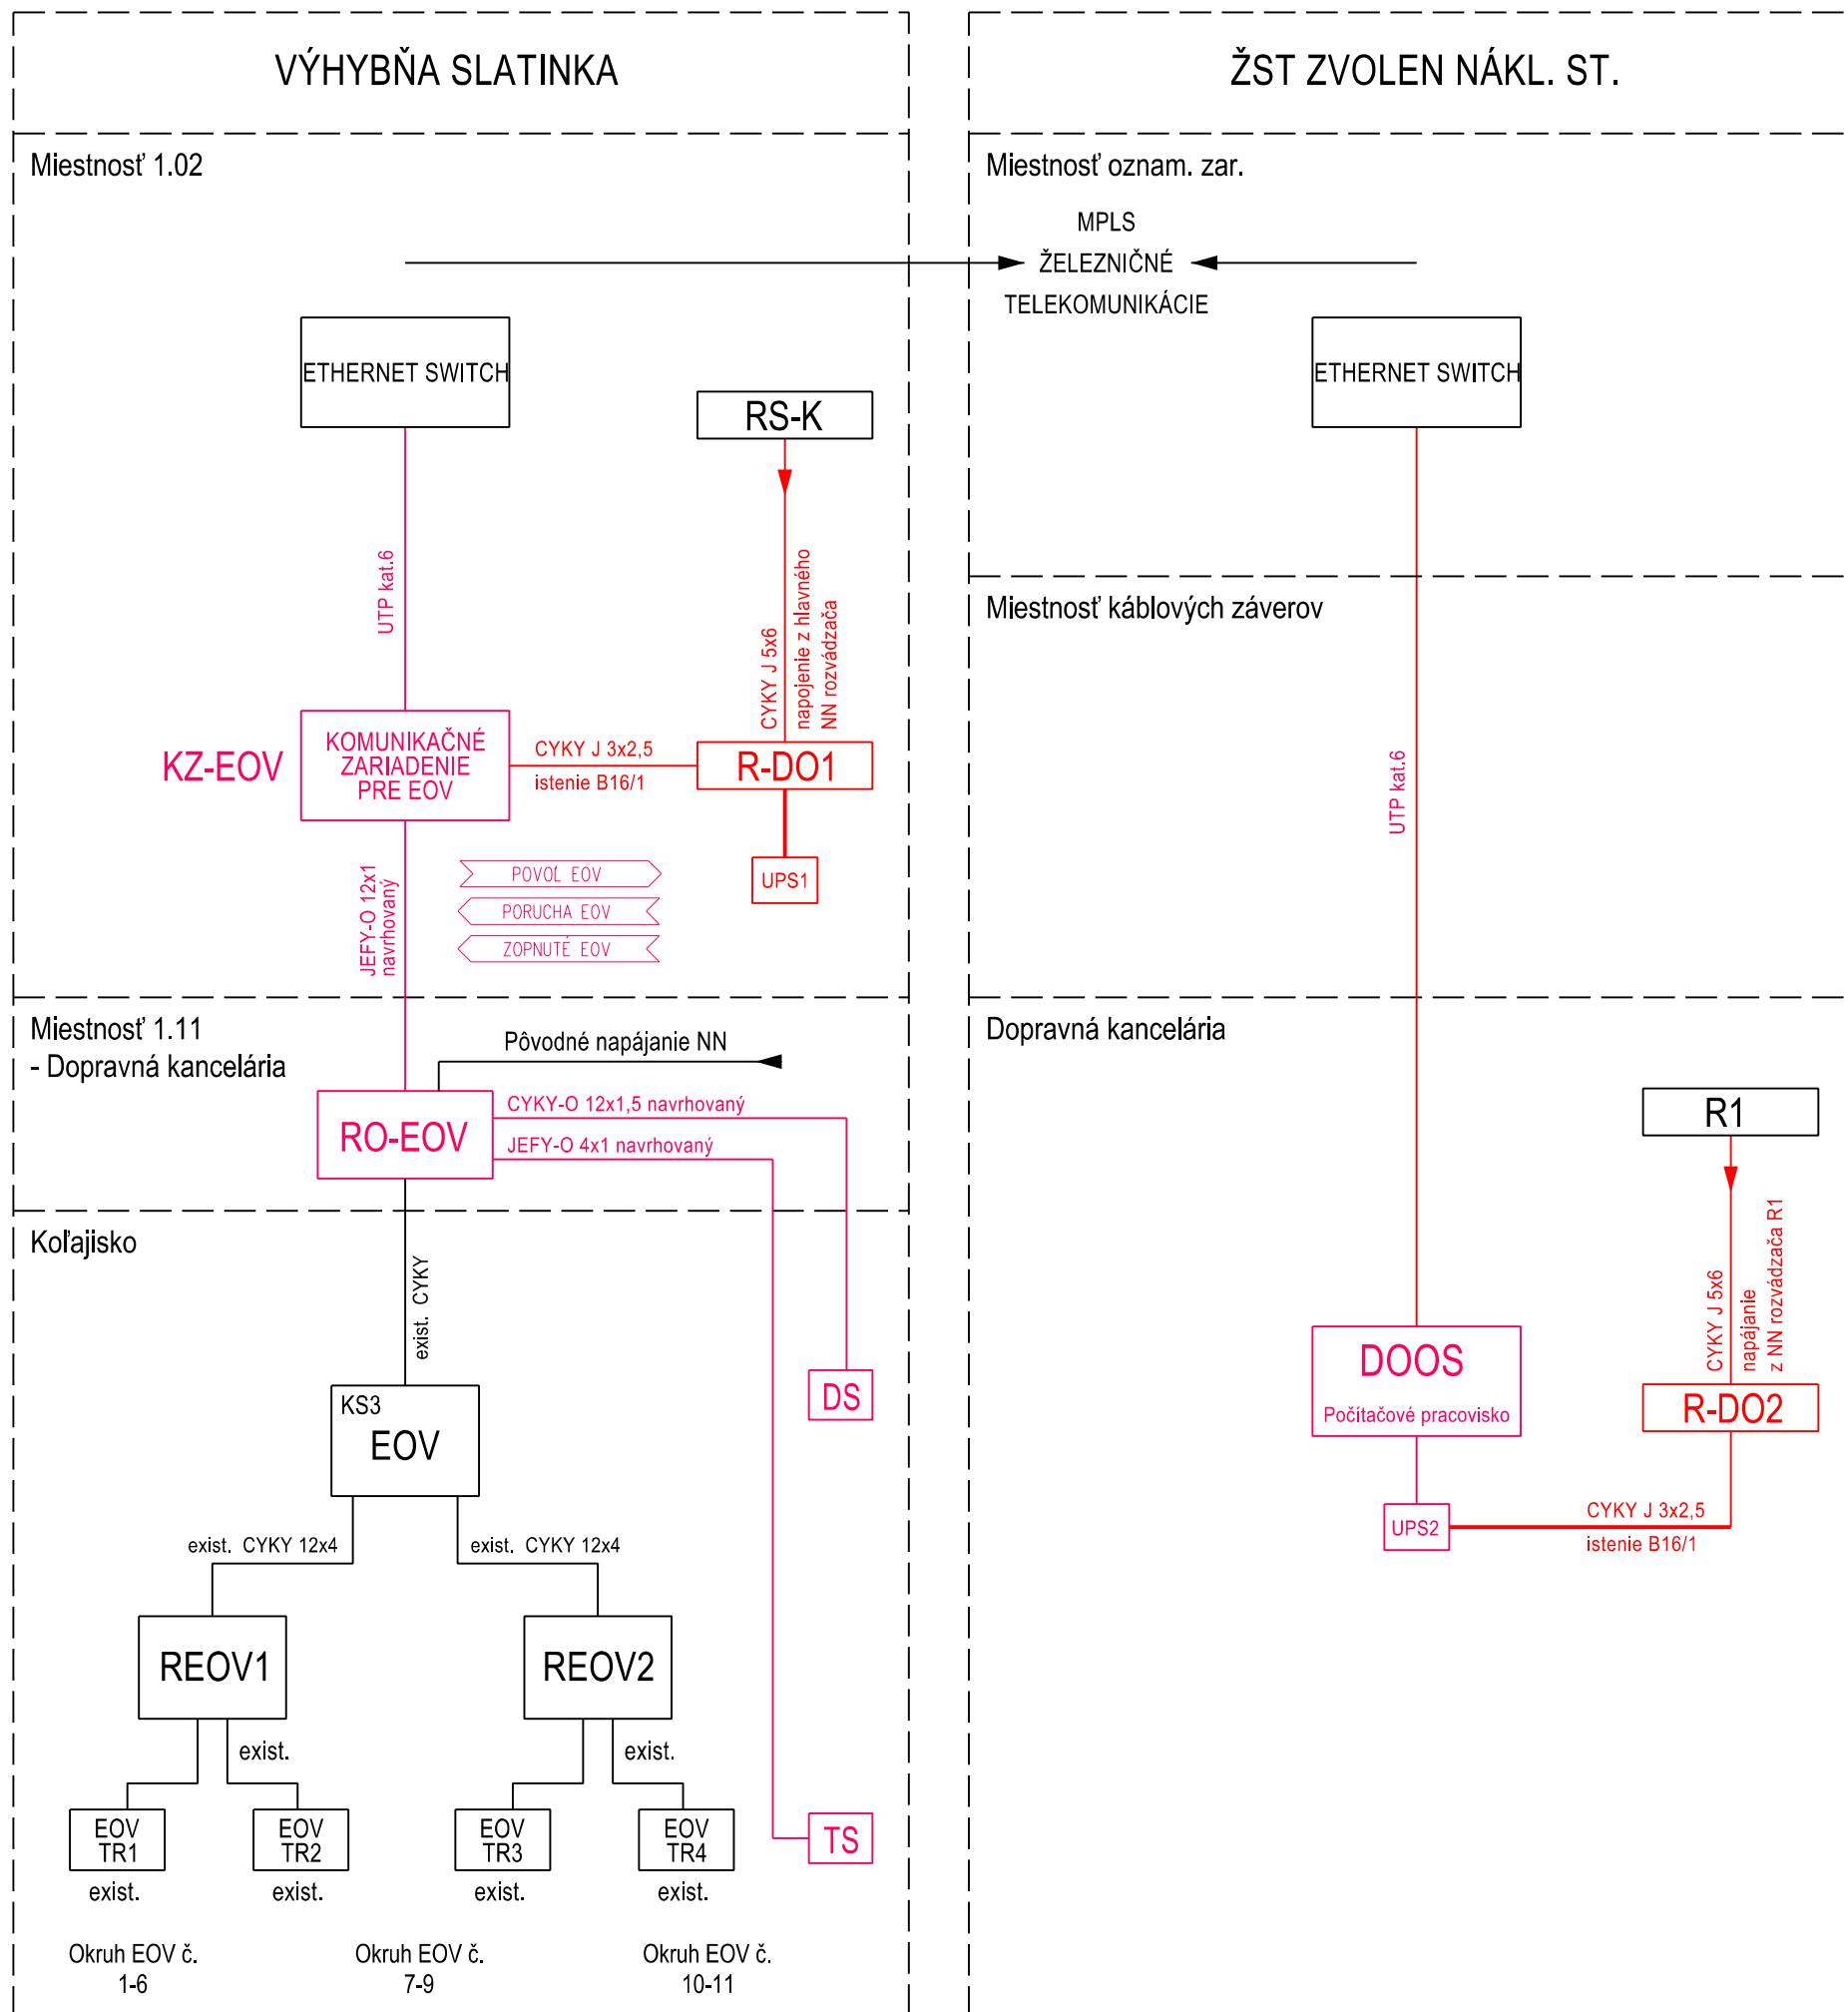 VÝHYBŇA SLATINKA
Miestnosť 1.02
ETHERNET SWITCH
RS-K
UTP kat.6
CYKY J 5x6
napojenie z hlavného
NN rozvádzača
KZ-EOV
KOMUNIKAČNÉ
ZARIADENIE
PRE EOV
CYKY J 3x2,5
istenie B16/1
R-DO1
UPS1
JEFY-O 12x1
navrhovaný
POVOĽ EOV
PORUCHA EOV
ZOPNUTÉ EOV
Miestnosť 1.11
- Dopravná kancelária
Pôvodné napájanie NN
RO-EOV
CYKY-O 12x1,5 navrhovaný
JEFY-O 4x1 navrhovaný
Koľajisko
exist. CYKY
KS3
EOV
DS
exist. CYKY 12x4
exist. CYKY 12x4
REOV1
REOV2
exist.
exist.
EOV
TR1
EOV
TR2
EOV
TR3
EOV
TR4
TS
exist.
exist.
exist.
exist.
Okruh EOV č.
1-6
Okruh EOV č.
7-9
Okruh EOV č.
10-11
ŽST ZVOLEN NÁKL. ST.
Miestnosť oznam. zar.
MPLS
ŽELEZNIČNÉ
TELEKOMUNIKÁCIE
ETHERNET SWITCH
Miestnosť káblových záverov
UTP kat.6
Dopravná kancelária
R1
CYKY J 5x6
napájanie
z NN rozvádzača R1
DOOS
Počítačové pracovisko
R-DO2
UPS2
CYKY J 3x2,5
istenie B16/1